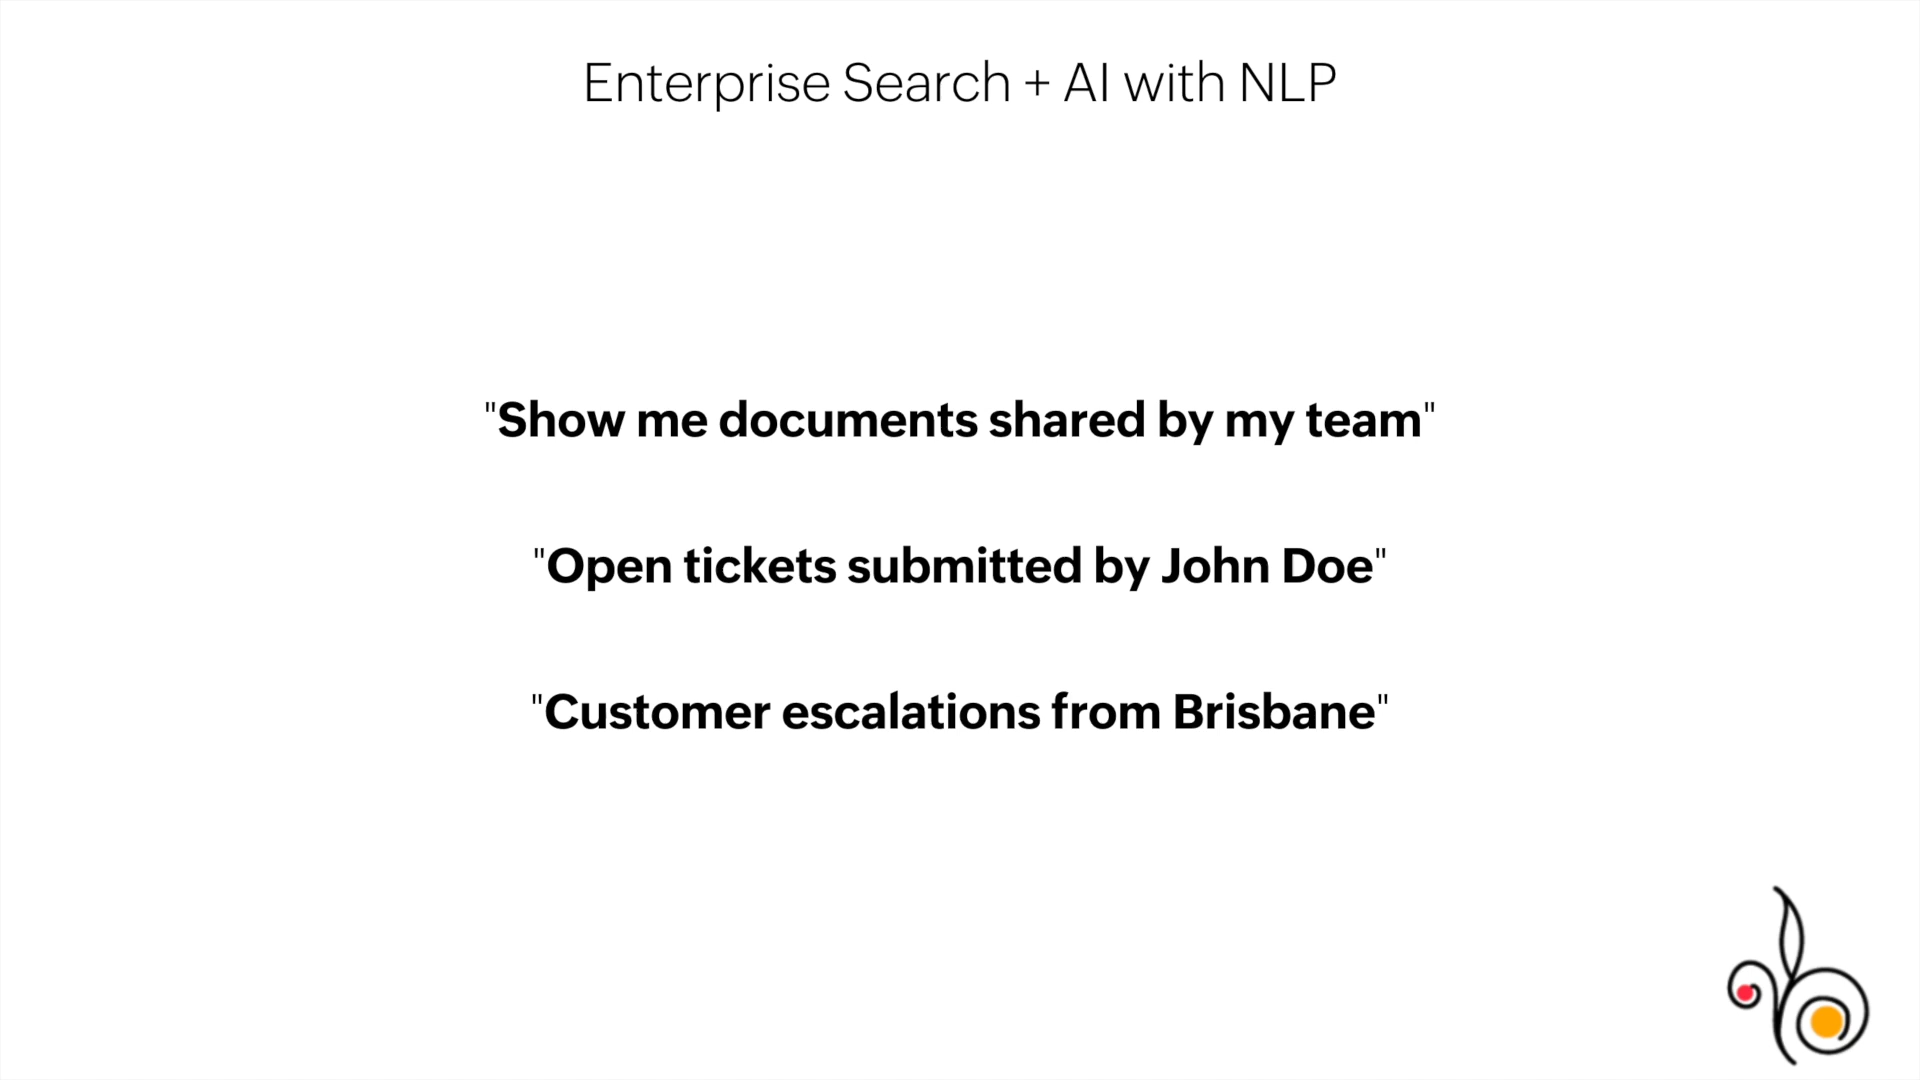 Enterprise Search + AI with NLP
"Show me documents shared by my team"
"Open tickets submitted by John Doe"
"Customer escalations from Brisbane"